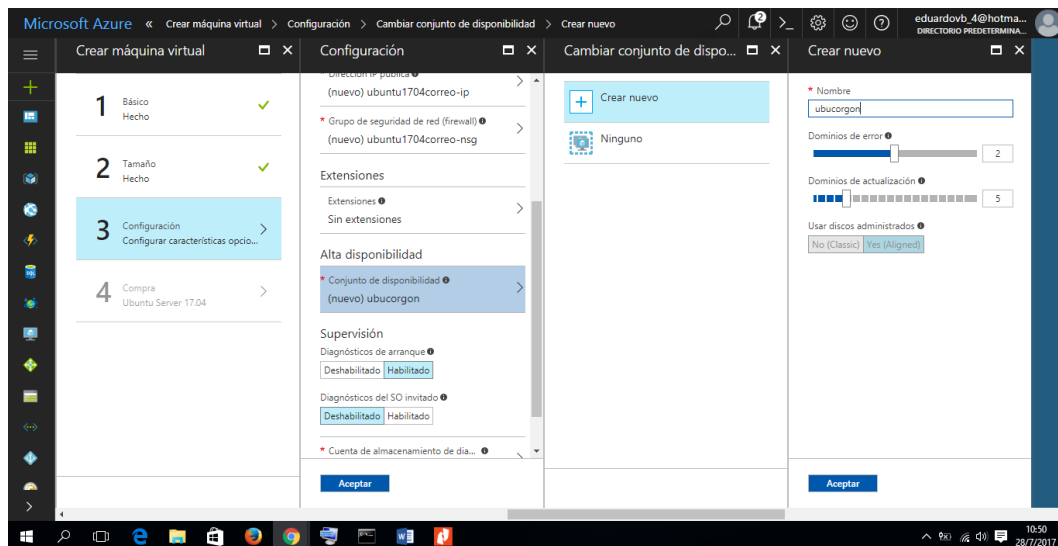 Microsoft Azure « Crear máquina virtual > Configuración > Cambiar conjunto de disponibilidad > Crear nuevo
2
eduardovb_4@hotma...
DIRECTORIO PREDETERMINA...
Crear máquina virtual
1
Básico
Hecho
2
Tamaño
Hecho
3
Configuración
Configurar características opcio...
4
Compra
Ubuntu Server 17.04
Configuración
* Dirección IP pública
(nuevo) ubuntu1704correo-ip
* Grupo de seguridad de red (firewall)
(nuevo) ubuntu1704correo-nsg
Extensiones
Extensiones
Sin extensiones
Alta disponibilidad
* Conjunto de disponibilidad
(nuevo) ubucorgon
Supervisión
Diagnósticos de arranque
Deshabilitado Habilitado
Diagnósticos del SO invitado
Deshabilitado Habilitado
* Cuenta de almacenamiento de dia...
Aceptar
Cambiar conjunto de dispo...
Crear nuevo
Ninguno
Crear nuevo
* Nombre
ubucorgon
Dominios de error
2
Dominios de actualización
5
Usar discos administrados
No (Classic) Yes (Aligned)
Aceptar
10:50
28/7/2017